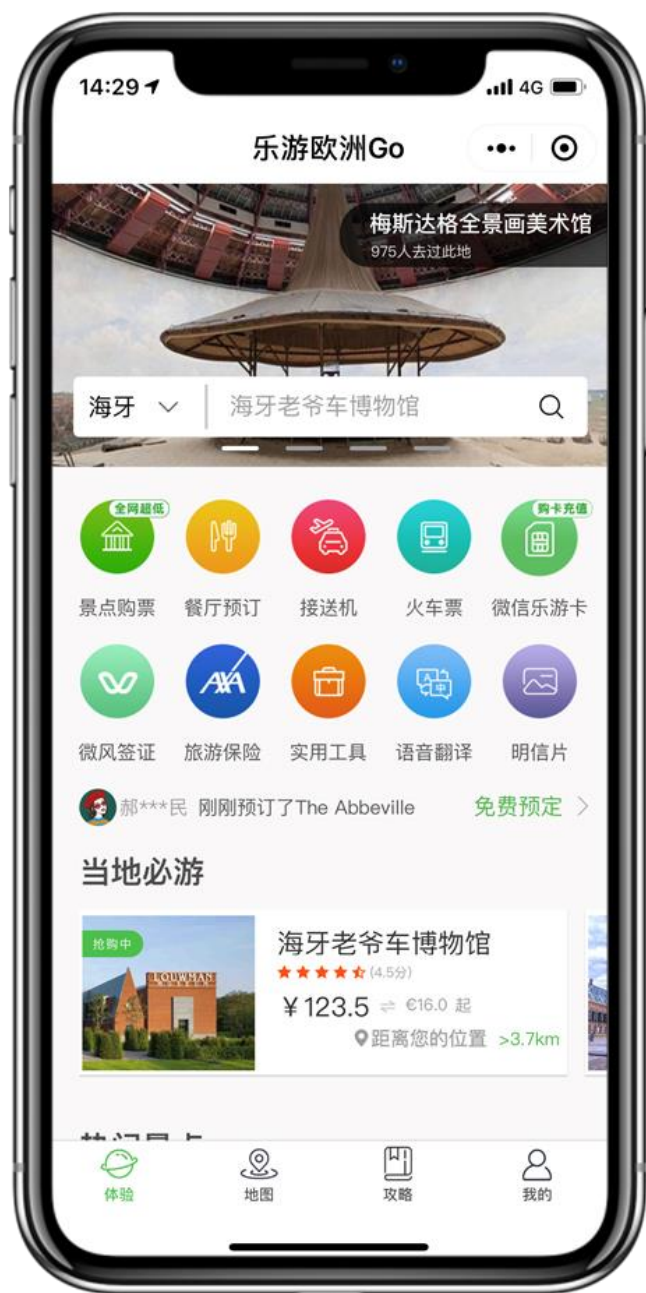 14:29
4G
乐游欧洲Go
梅斯达格全景画美术馆
975人去过此地
海牙
海牙老爷车博物馆
全网超低
购卡充值
景点购票
餐厅预订
接送机
火车票
微信乐游卡
AXA
A
中
微风签证
旅游保险
实用工具
语音翻译
明信片
郝***民 刚刚预订了The Abbeville
免费预定
当地必游
抢购中
LOUWMAN
MUSEUM
海牙老爷车博物馆
(4.5分)
¥123.5 ⇌ €16.0 起
距离您的位置 >3.7km
热门景点
体验
地图
攻略
我的